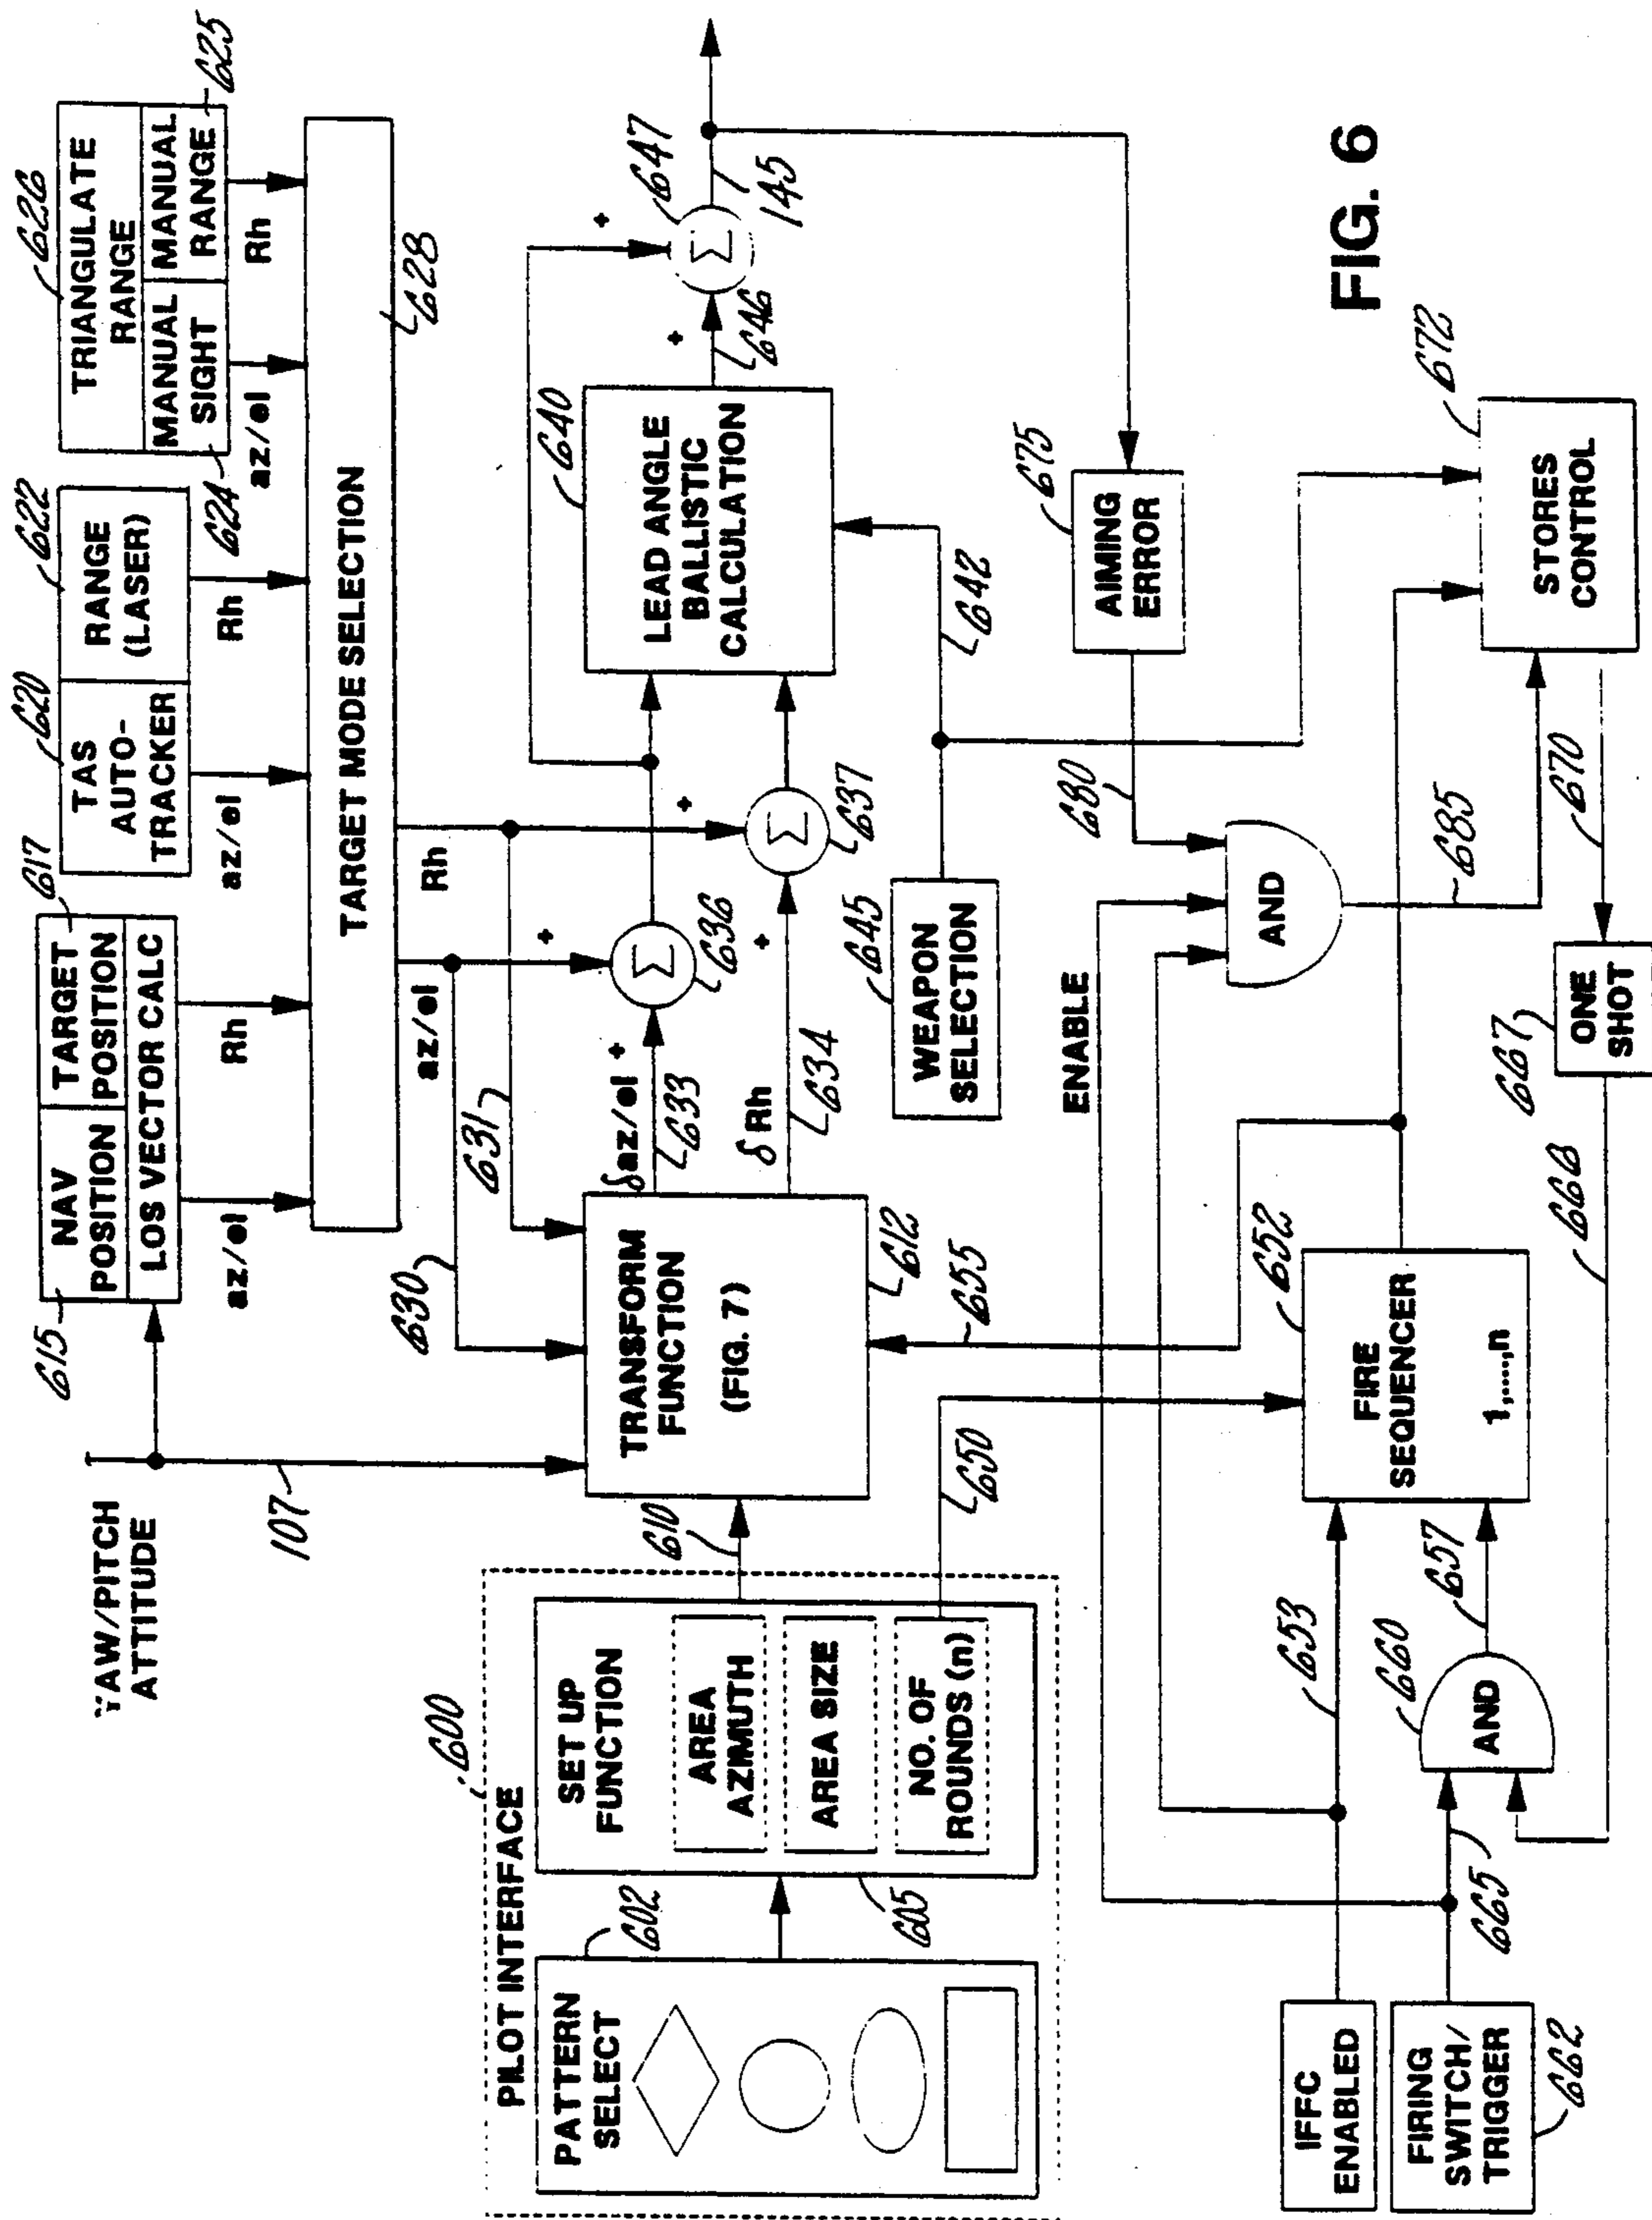 YAW/PITCH
ATTITUDE
107
615
617
NAV
POSITION
TARGET
POSITION
LOS VECTOR CALC
az/el
Rh
620
622
TAS
AUTO-
TRACKER
RANGE
(LASER)
az/el
Rh
626
TRIANGULATE
RANGE
MANUAL
SIGHT
MANUAL
RANGE
624
625
az/el
Rh
TARGET MODE SELECTION
628
az/el
Rh
630
631
PILOT INTERFACE
600
PATTERN
SELECT
602
SET UP
FUNCTION
AREA
AZIMUTH
AREA SIZE
NO. OF
ROUNDS (n)
605
610
TRANSFORM
FUNCTION
(FIG. 7)
612
δaz/el
+
633
δ Rh
+
634
+
Σ
636
+
Σ
637
LEAD ANGLE
BALLISTIC
CALCULATION
640
+
646
+
Σ
647
145
642
WEAPON
SELECTION
645
650
655
ENABLE
AIMING
ERROR
675
680
AND
685
IFFC
ENABLED
653
FIRING
SWITCH/
TRIGGER
662
665
AND
660
657
FIRE
SEQUENCER
1,.....,n
652
STORES
CONTROL
672
670
ONE
SHOT
667
668
FIG. 6